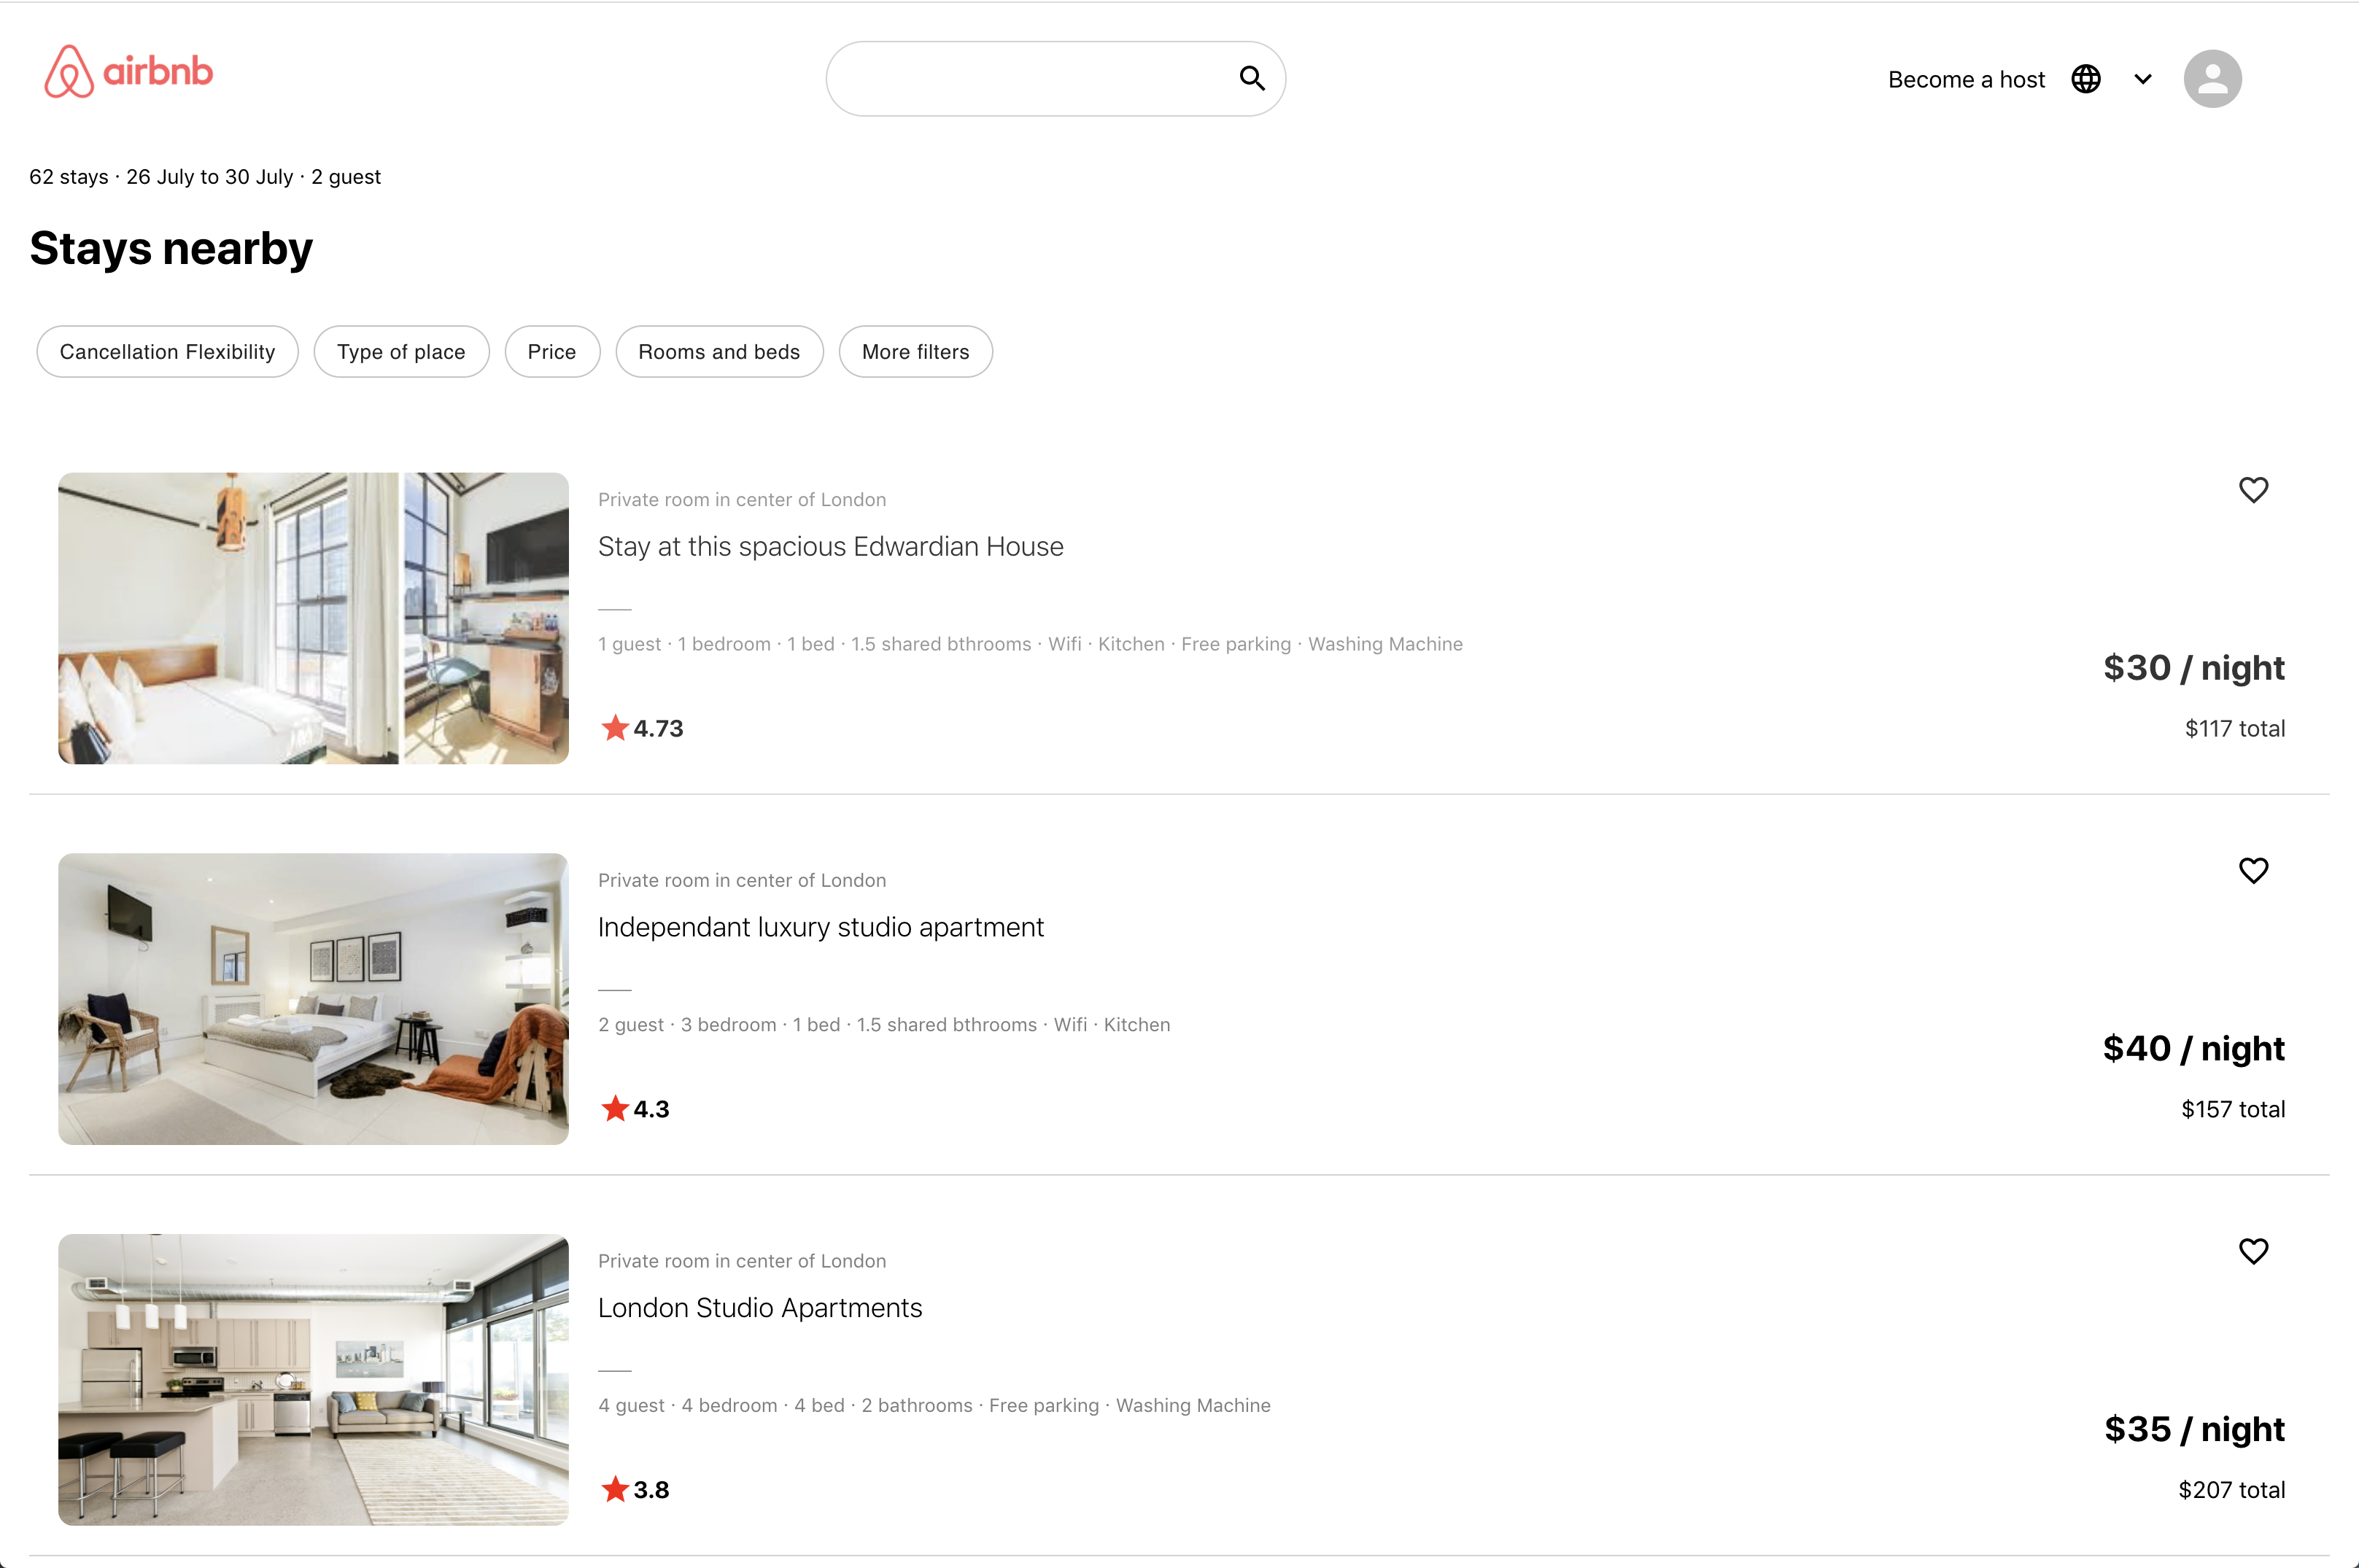 airbnb
Become a host
62 stays · 26 July to 30 July · 2 guest
Stays nearby
Cancellation Flexibility
Type of place
Price
Rooms and beds
More filters
Private room in center of London
Stay at this spacious Edwardian House
1 guest · 1 bedroom · 1 bed · 1.5 shared bthrooms · Wifi · Kitchen · Free parking · Washing Machine
$30 / night
4.73
$117 total
Private room in center of London
Independant luxury studio apartment
2 guest · 3 bedroom · 1 bed · 1.5 shared bthrooms · Wifi · Kitchen
$40 / night
4.3
$157 total
Private room in center of London
London Studio Apartments
4 guest · 4 bedroom · 4 bed · 2 bathrooms · Free parking · Washing Machine
$35 / night
3.8
$207 total